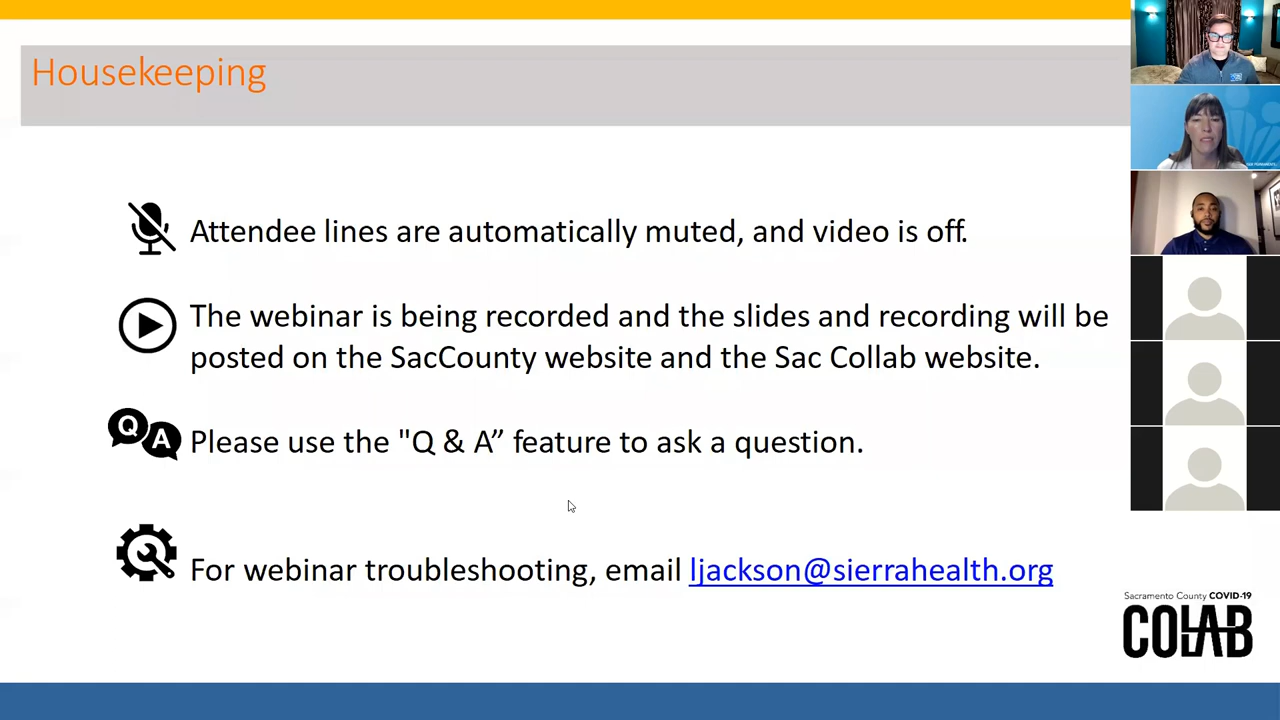 Housekeeping
Attendee lines are automatically muted, and video is off.
The webinar is being recorded and the slides and recording will be
posted on the SacCounty website and the Sac Collab website.
Q A
Please use the "Q & A” feature to ask a question.
For webinar troubleshooting, email ljackson@sierrahealth.org
Sacramento County COVID-19
COLAB